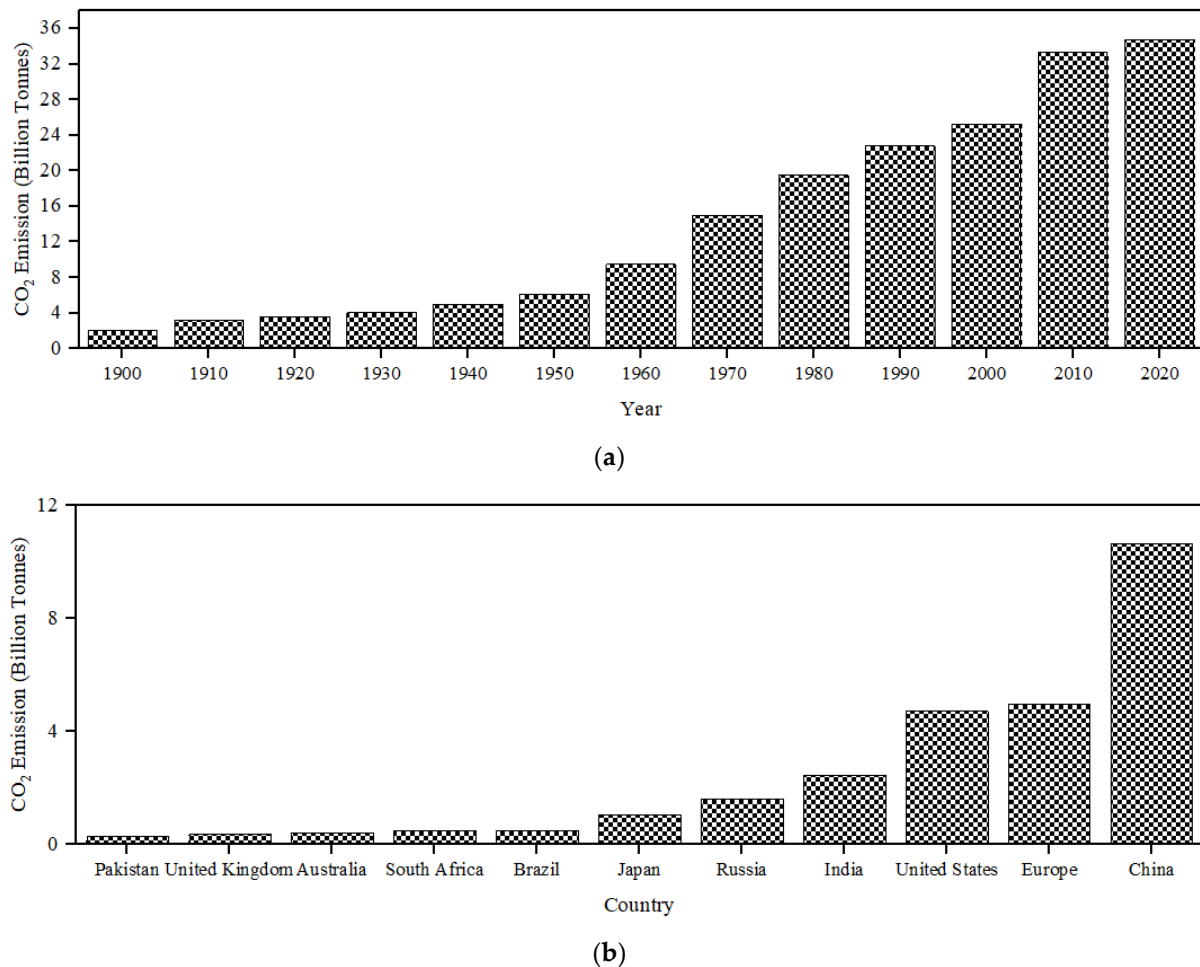 36
32
28
24
20
16
12
8
4
0
CO₂ Emission (Billion Tonnes)
1900 1910 1920 1930 1940 1950 1960 1970 1980 1990 2000 2010 2020
Year
(a)
12
8
4
0
CO₂ Emission (Billion Tonnes)
Pakistan United Kingdom Australia South Africa Brazil Japan Russia India United States Europe China
Country
(b)